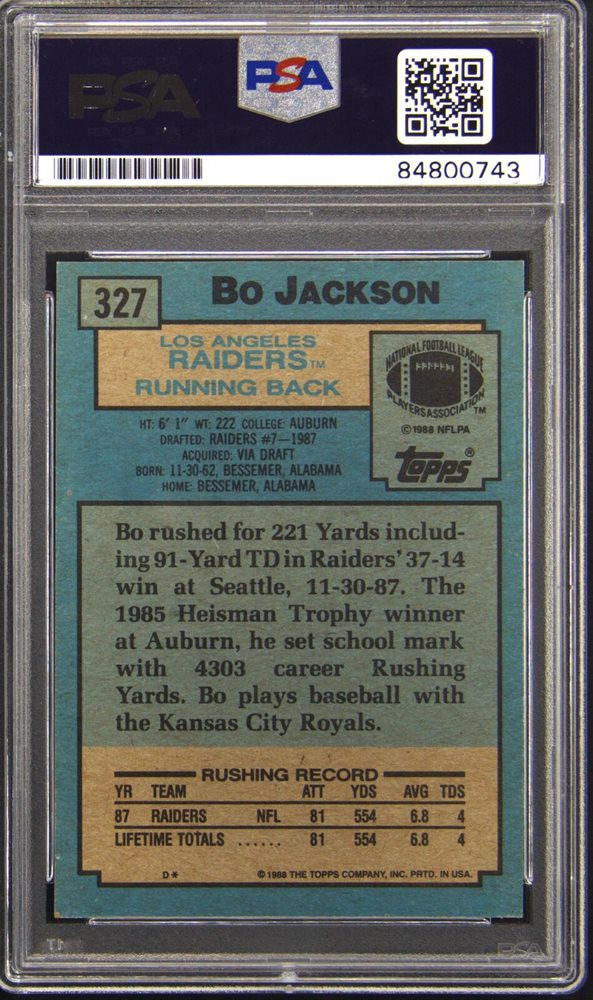 PSA
PSA
84800743
327
BO JACKSON
LOS ANGELES
RAIDERS™
RUNNING BACK
NATIONAL FOOTBALL LEAGUE
PLAYERS ASSOCIATION™
©1988 NFLPA
topps®
HT: 6' 1" WT: 222 COLLEGE: AUBURN
DRAFTED: RAIDERS #7—1987
ACQUIRED: VIA DRAFT
BORN: 11-30-62, BESSEMER, ALABAMA
HOME: BESSEMER, ALABAMA
Bo rushed for 221 Yards includ-
ing 91-Yard TD in Raiders' 37-14
win at Seattle, 11-30-87. The
1985 Heisman Trophy winner
at Auburn, he set school mark
with 4303 career Rushing
Yards. Bo plays baseball with
the Kansas City Royals.
RUSHING RECORD
YR TEAM ATT YDS AVG TDS
87 RAIDERS NFL 81 554 6.8 4
LIFETIME TOTALS ...... 81 554 6.8 4
D* ©1988 THE TOPPS COMPANY, INC. PRTD. IN USA.
PSA